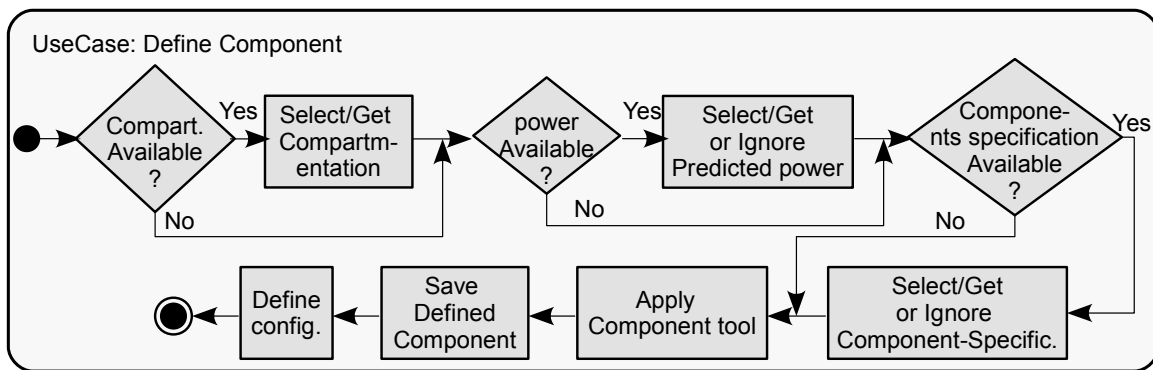 UseCase: Define Component
Compart.
Available
?
Yes
No
Select/Get
Compartm-
entation
power
Available
?
Yes
No
Select/Get
or Ignore
Predicted power
Compone-
nts specification
Available
?
Yes
No
Select/Get
or Ignore
Component-Specific.
Apply
Component tool
Save
Defined
Component
Define
config.